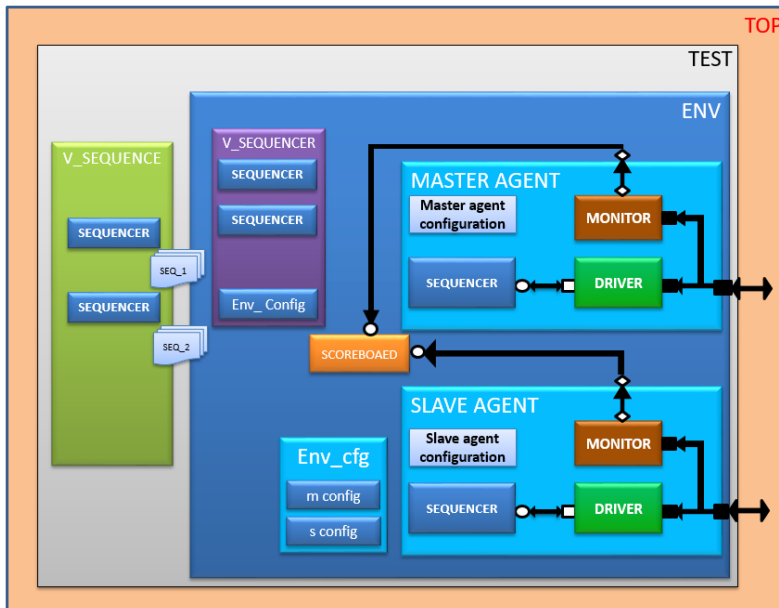 TOP
TEST
ENV
V_SEQUENCE
SEQUENCER
SEQUENCER
SEQ_1
SEQ_2
V_SEQUENCER
SEQUENCER
SEQUENCER
Env_ Config
SCOREBOAED
Env_cfg
m config
s config
MASTER AGENT
Master agent
configuration
MONITOR
SEQUENCER
DRIVER
SLAVE AGENT
Slave agent
configuration
MONITOR
SEQUENCER
DRIVER